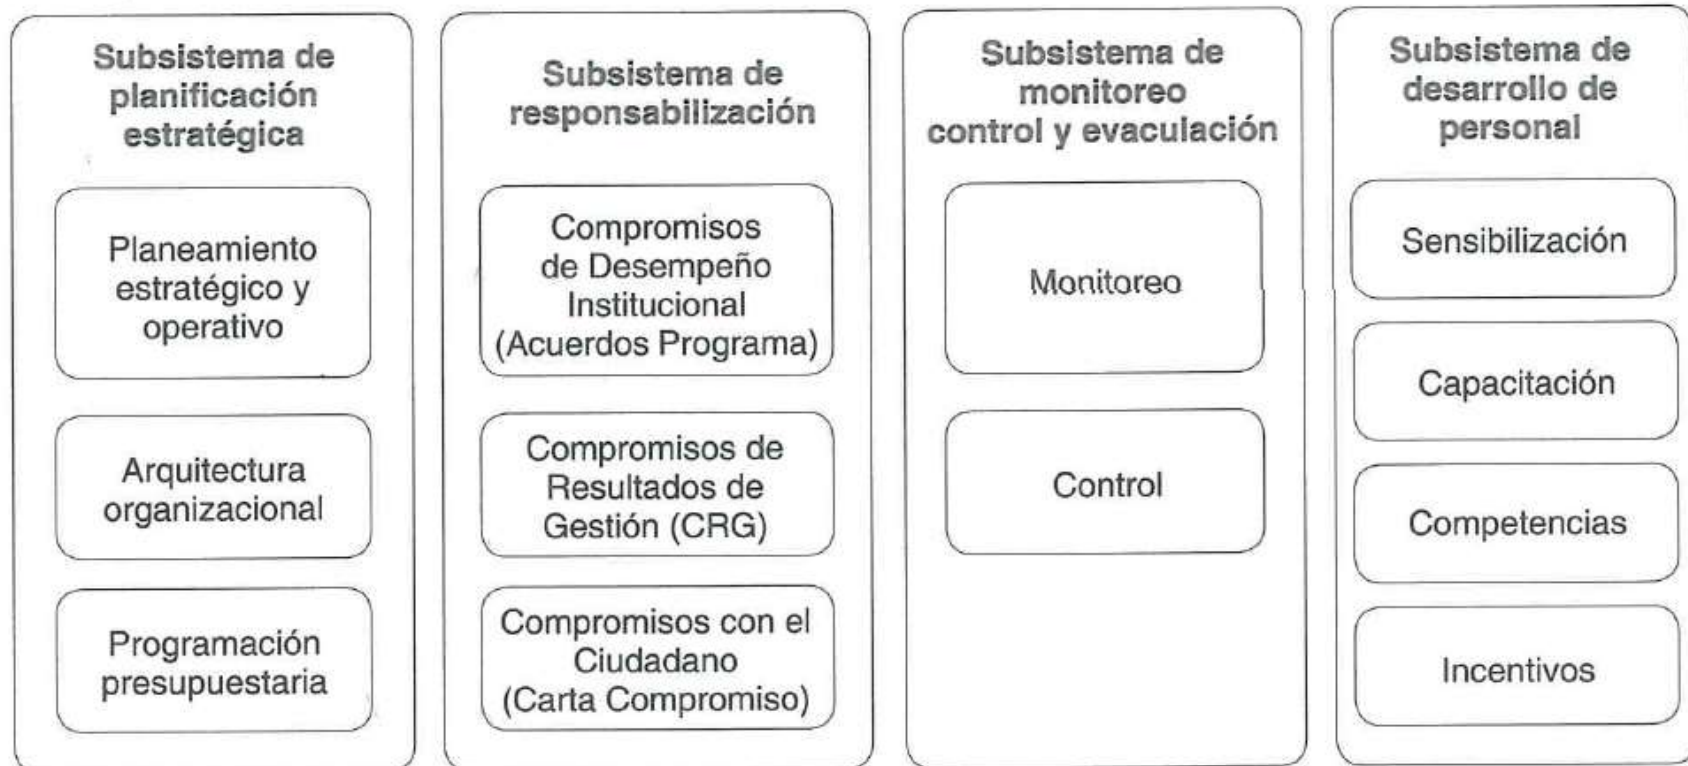 Subsistema de
planificación
estratégica
Planeamiento
estratégico y
operativo
Arquitectura
organizacional
Programación
presupuestaria
Subsistema de
responsabilización
Compromisos
de Desempeño
Institucional
(Acuerdos Programa)
Compromisos de
Resultados de
Gestión (CRG)
Compromisos con el
Ciudadano
(Carta Compromiso)
Subsistema de
monitoreo
control y evaculación
Monitoreo
Control
Subsistema de
desarrollo de
personal
Sensibilización
Capacitación
Competencias
Incentivos